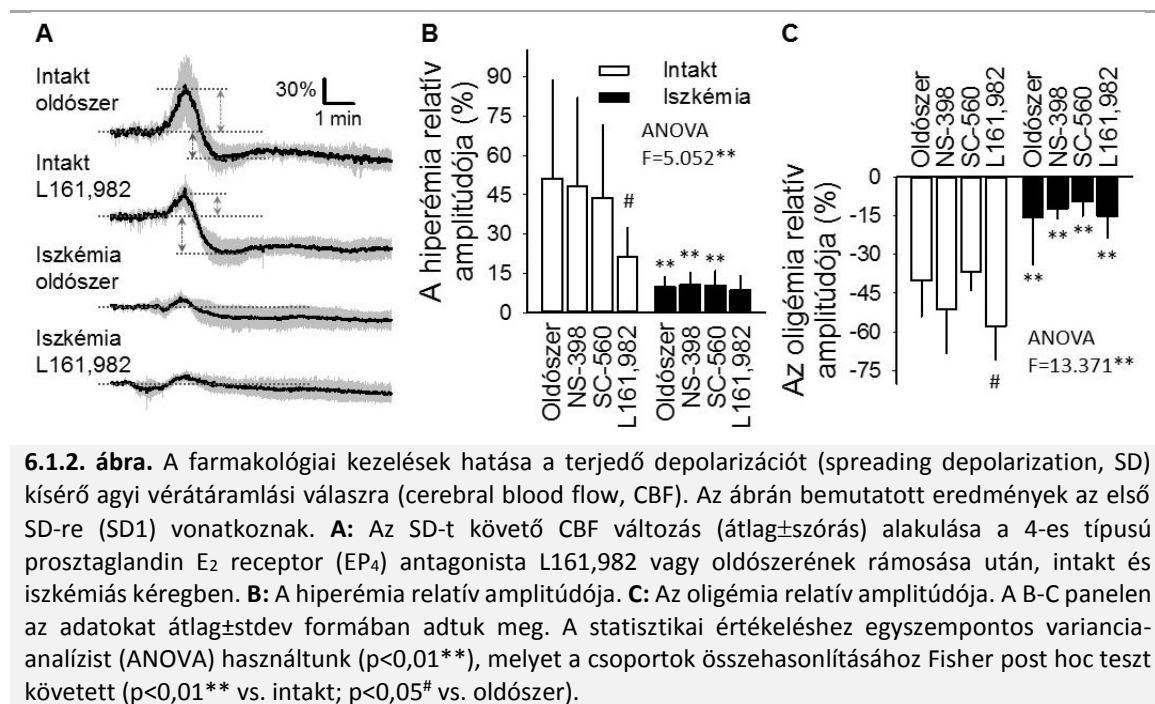 A
Intakt
oldószer
30%
1 min
Intakt
L161,982
Iszkémia
oldószer
Iszkémia
L161,982
B
A hiperémia relatív
amplitúdója (%)
90
75
60
45
30
15
0
Intakt
Iszkémia
ANOVA
F=5.052**
#
** ** **
Oldószer
NS-398
SC-560
L161,982
Oldószer
NS-398
SC-560
L161,982
C
Az oligémia relatív
amplitúdója (%)
Oldószer
NS-398
SC-560
L161,982
Oldószer
NS-398
SC-560
L161,982
0
-15
-30
-45
-60
-75
** ** ** **
ANOVA
F=13.371**
#
6.1.2. ábra. A farmakológiai kezelések hatása a terjedő depolarizációt (spreading depolarization, SD)
kísérő agyi vérátáramlási válaszra (cerebral blood flow, CBF). Az ábrán bemutatott eredmények az első
SD-re (SD1) vonatkoznak. A: Az SD-t követő CBF változás (átlag±szórás) alakulása a 4-es típusú
prosztaglandin E₂ receptor (EP₄) antagonista L161,982 vagy oldószerének rámosása után, intakt és
iszkémiás kéregben. B: A hiperémia relatív amplitúdója. C: Az oligémia relatív amplitúdója. A B-C panelen
az adatokat átlag±stdev formában adtuk meg. A statisztikai értékeléshez egyszempontos variancia-
analízist (ANOVA) használtunk (p<0,01**), melyet a csoportok összehasonlításához Fisher post hoc teszt
követett (p<0,01** vs. intakt; p<0,05# vs. oldószer).